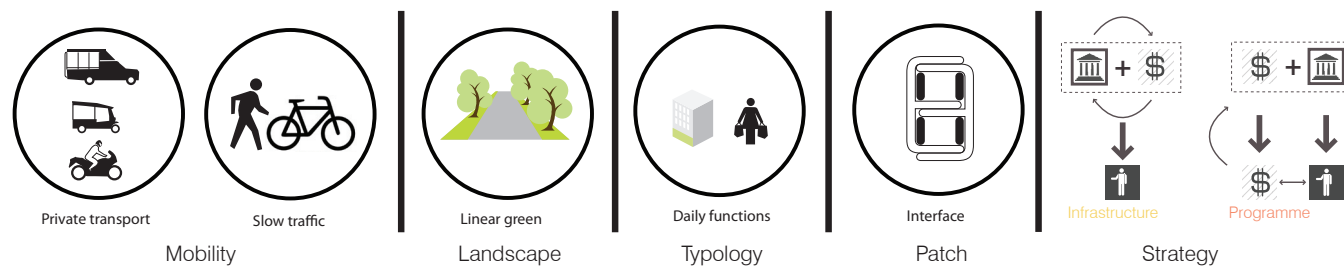 $
$
$
Private transport
Slow traffic
Linear green
Daily functions
Interface
Infrastructure
Programme
Mobility
Landscape
Typology
Patch
Strategy